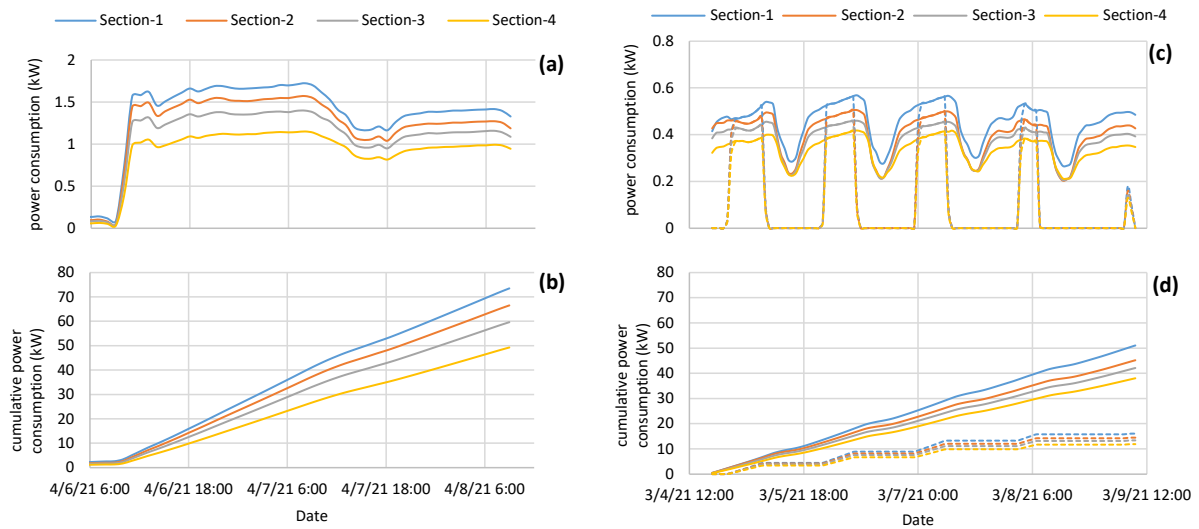 Section-1 Section-2 Section-3 Section-4
(a)
power consumption (kW)
2
1.5
1
0.5
0
(b)
cumulative power
consumption (kW)
80
70
60
50
40
30
20
10
0
4/6/21 6:00 4/6/21 18:00 4/7/21 6:00 4/7/21 18:00 4/8/21 6:00
Date
Section-1 Section-2 Section-3 Section-4
(c)
power consumption (kW)
0.8
0.6
0.4
0.2
0
(d)
cumulative power
consumption (kW)
80
70
60
50
40
30
20
10
0
3/4/21 12:00 3/5/21 18:00 3/7/21 0:00 3/8/21 6:00 3/9/21 12:00
Date